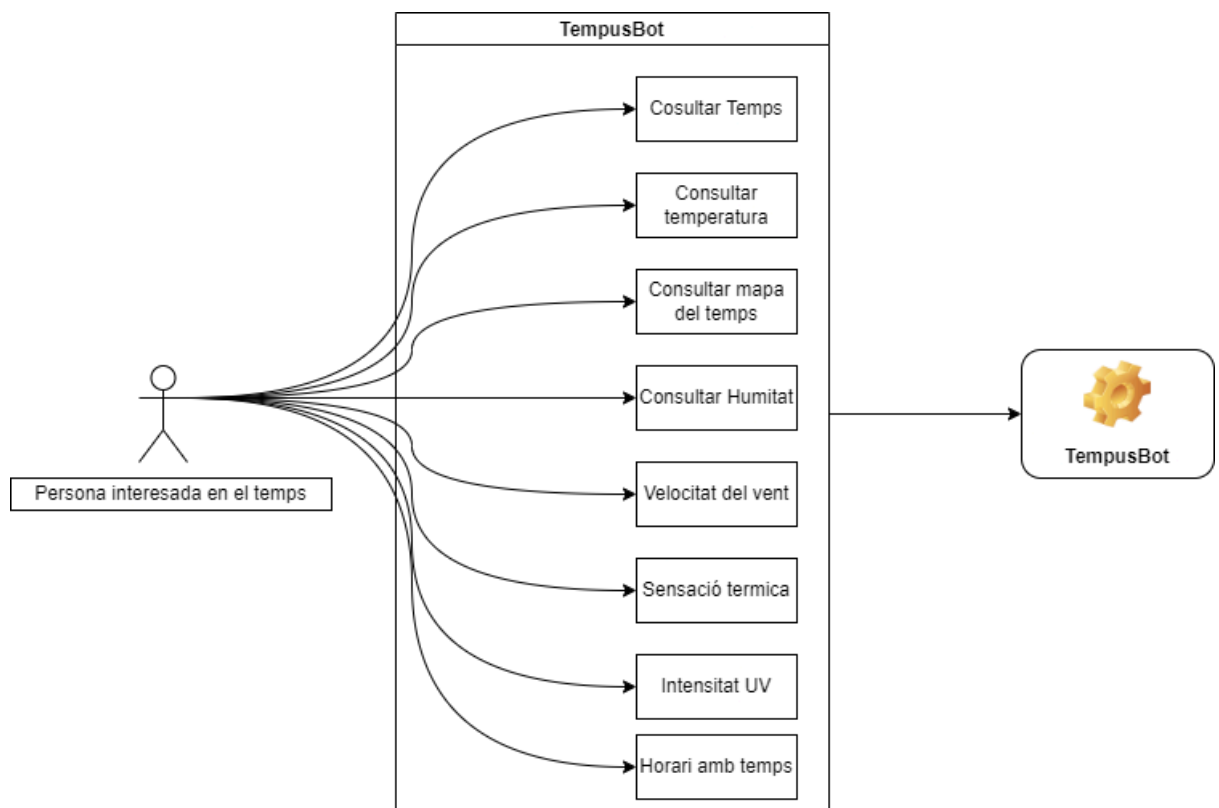 TempusBot
Cosultar Temps
Consultar
temperatura
Consultar mapa
del temps
Consultar Humitat
Velocitat del vent
Sensació termica
Intensitat UV
Horari amb temps
Persona interesada en el temps
TempusBot